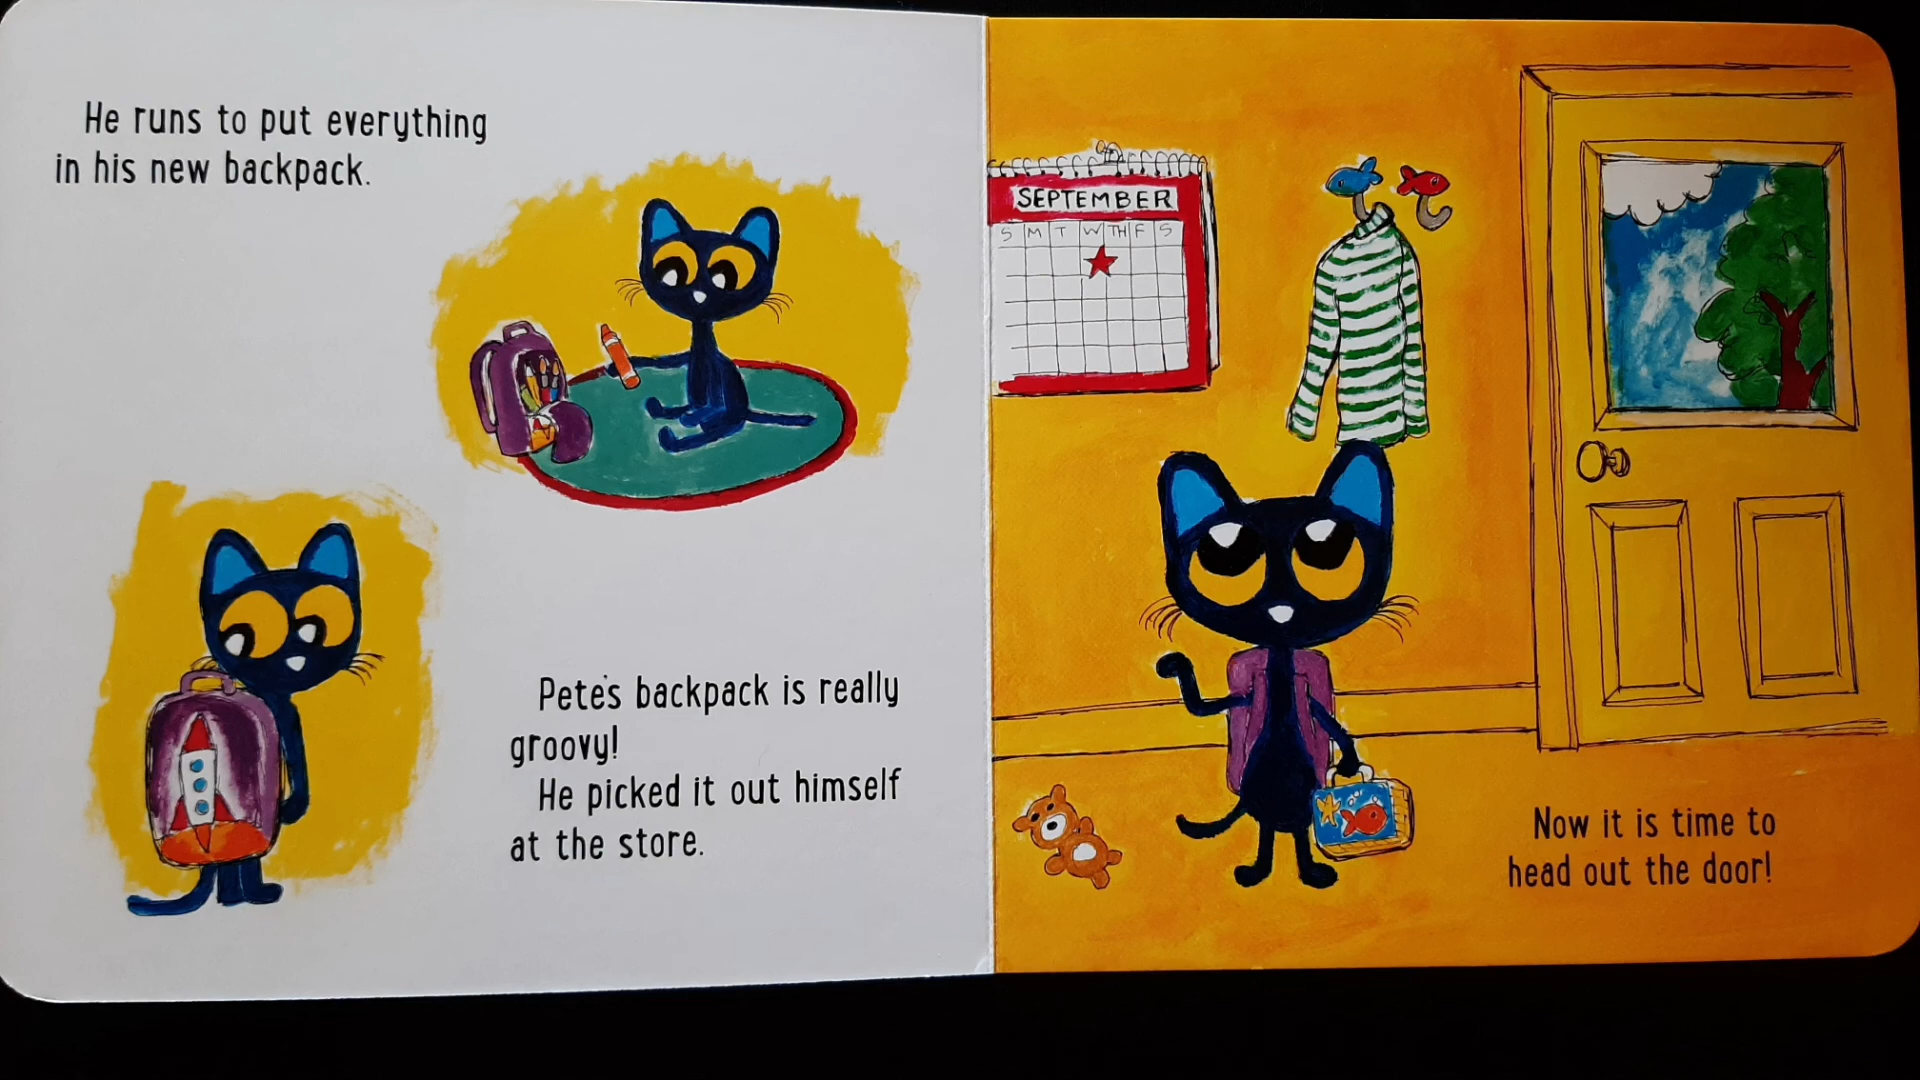 He runs to put everything
in his new backpack.
Pete's backpack is really
groovy!
He picked it out himself
at the store.
SEPTEMBER
S M T W TH F S
Now it is time to
head out the door!